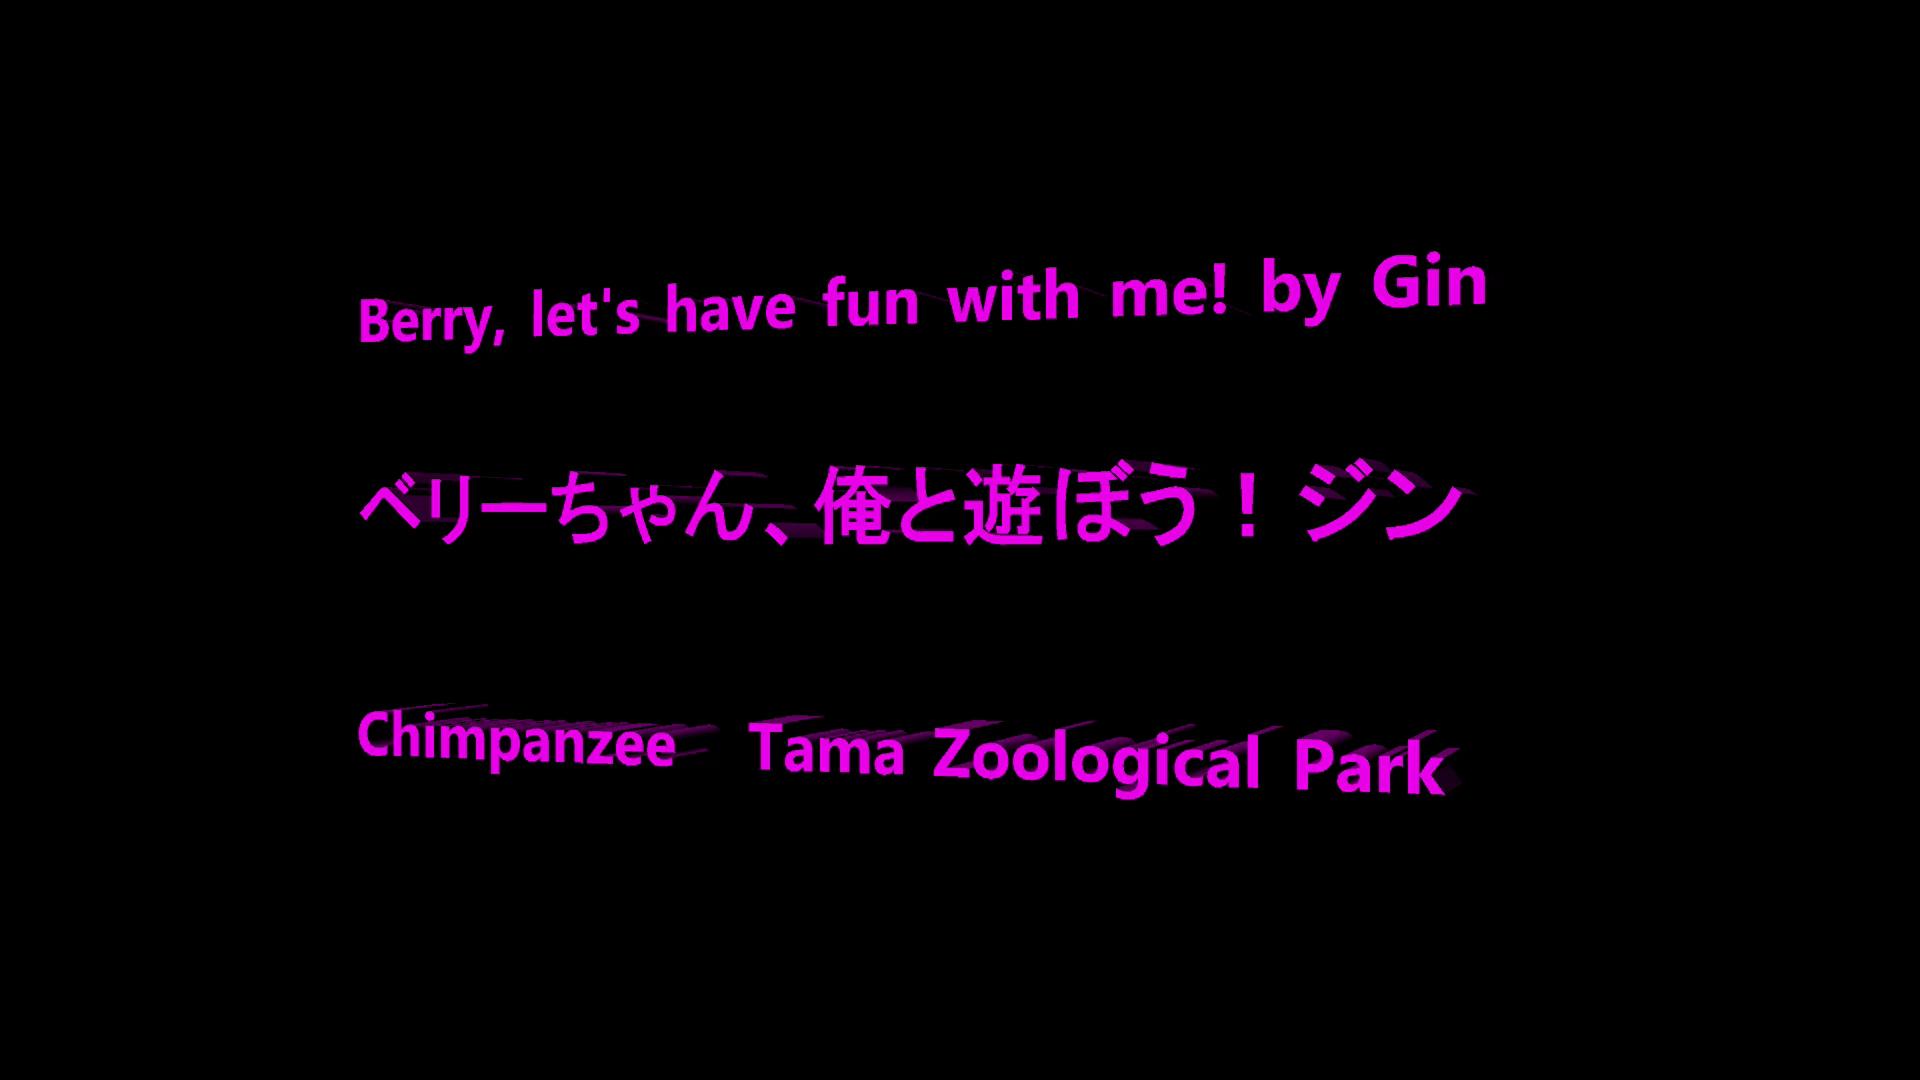 Berry, let's have fun with me! by Gin
ベリーちゃん、俺と遊ぼう！ジン
Chimpanzee Tama Zoological Park